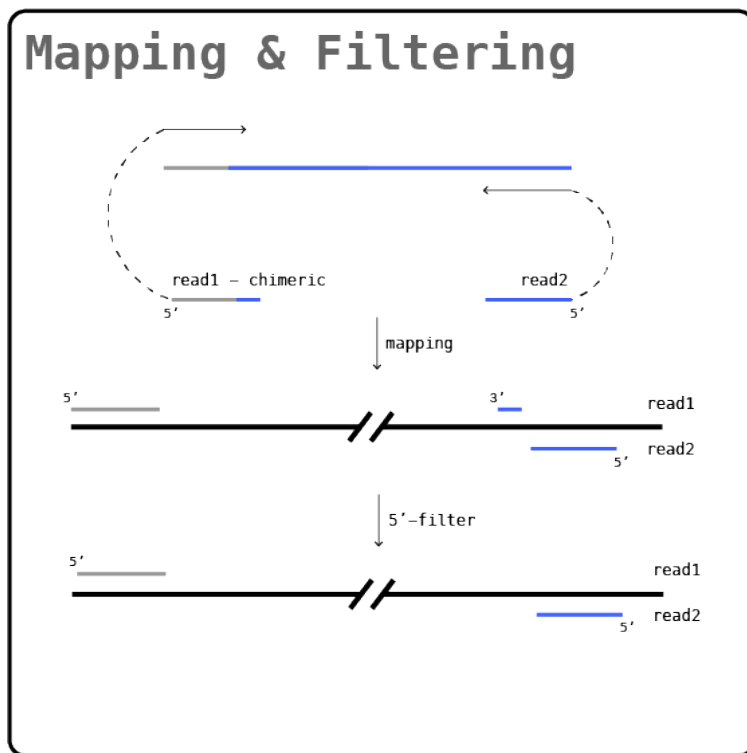 Mapping & Filtering
read1 – chimeric
read2
5′
5′
mapping
5′
3′
read1
read2
5′
5′–filter
5′
read1
read2
5′